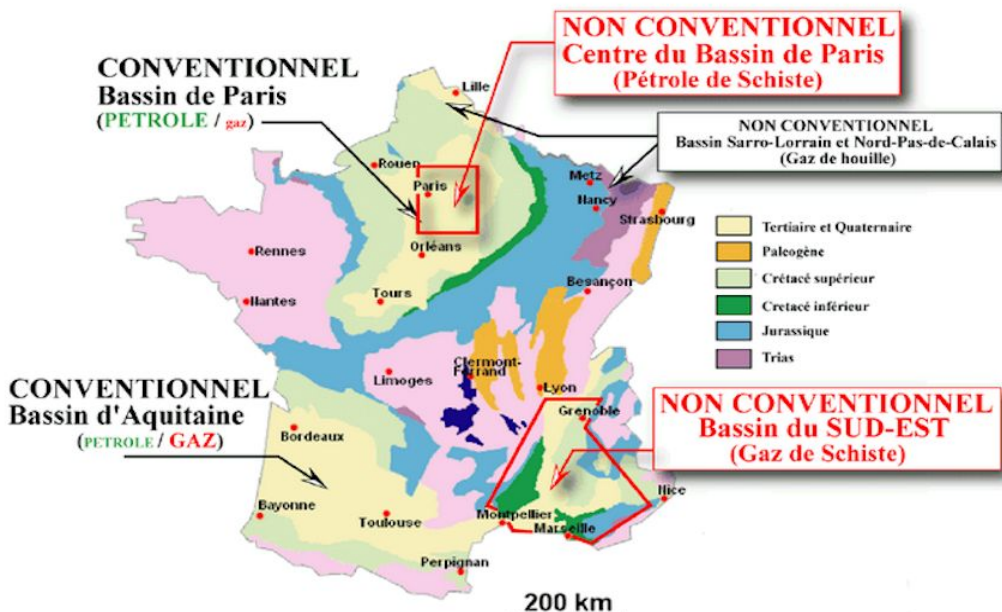 NON CONVENTIONNEL
Centre du Bassin de Paris
(Pétrole de Schiste)
CONVENTIONNEL
Bassin de Paris
(PETROLE / gaz)
NON CONVENTIONNEL
Bassin Sarro-Lorrain et Nord-Pas-de-Calais
(Gaz de houille)
Lille
Rouen
Paris
Metz
Nancy
Strasbourg
Rennes
Orléans
Nantes
Tours
Besançon
Tertiaire et Quaternaire
Paleogène
Crétacé supérieur
Cretacé inférieur
Jurassique
Trias
Limoges
Clermont-
Ferrand
Lyon
CONVENTIONNEL
Bassin d'Aquitaine
(PETROLE / GAZ)
Grenoble
NON CONVENTIONNEL
Bassin du SUD-EST
(Gaz de Schiste)
Bordeaux
Nice
Bayonne
Toulouse
Montpellier
Marseille
Perpignan
200 km